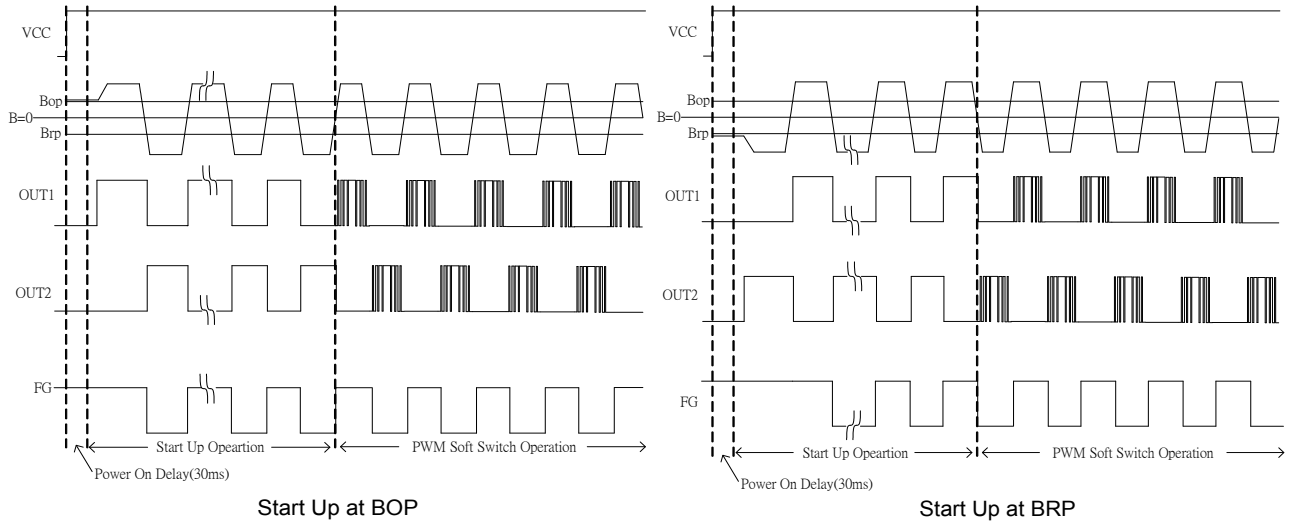 VCC
Bop
B=0
Brp
OUT1
OUT2
FG
Start Up Opeartion
PWM Soft Switch Operation
Power On Delay(30ms)
Start Up at BOP
VCC
Bop
B=0
Brp
OUT1
OUT2
FG
Start Up Opeartion
PWM Soft Switch Operation
Power On Delay(30ms)
Start Up at BRP